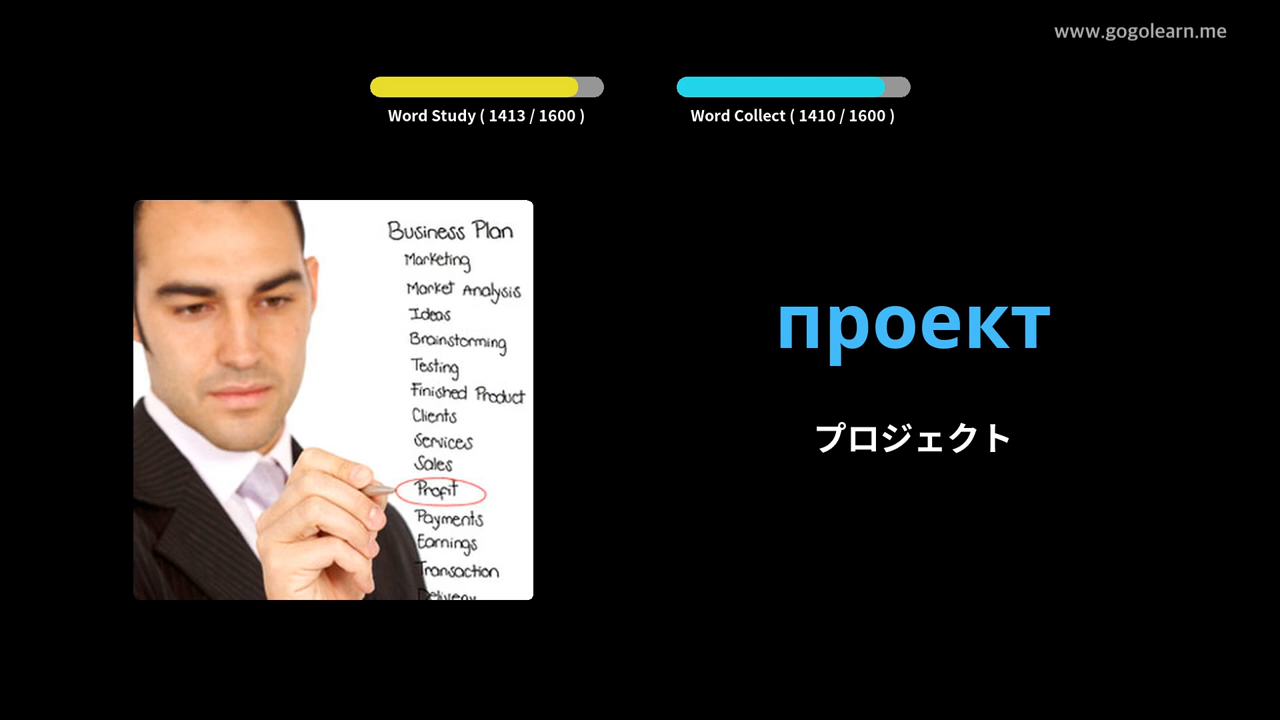 www.gogolearn.me
Word Study ( 1413 / 1600 )
Word Collect ( 1410 / 1600 )
Business Plan
Marketing
Market Analysis
Ideas
Brainstorming
Testing
Finished Product
Clients
Services
Sales
Profit
Payments
Earnings
Transaction
Delivery
проект
プロジェクト